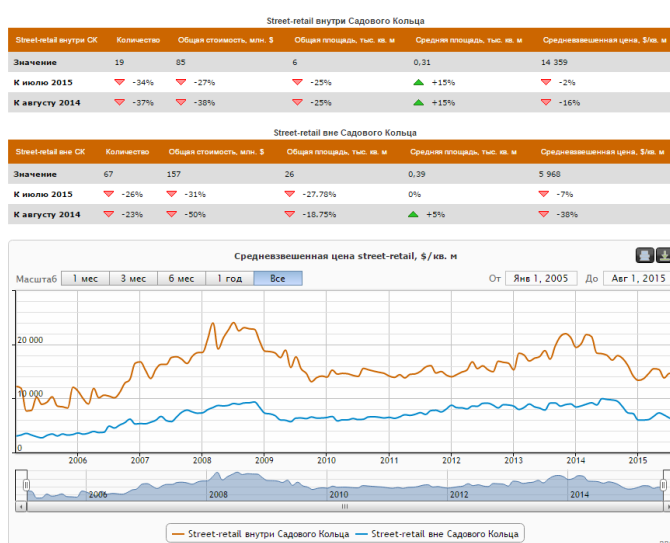 Street-retail внутри Садового Кольца
Street-retail внутри СК Количество Общая стоимость, млн. $ Общая площадь, тыс. кв. м Средняя площадь, тыс. кв. м Средневзвешенная цена, $/кв. м
Значение 19 85 6 0,31 14 359
К июлю 2015 -34% -27% -25% +15% -2%
К августу 2014 -37% -38% -25% +15% -16%
Street-retail вне Садового Кольца
Street-retail вне СК Количество Общая стоимость, млн. $ Общая площадь, тыс. кв. м Средняя площадь, тыс. кв. м Средневзвешенная цена, $/кв. м
Значение 67 157 26 0,39 5 968
К июлю 2015 -26% -31% -27.78% 0% -7%
К августу 2014 -23% -50% -18.75% +5% -38%
Средневзвешенная цена street-retail, $/кв. м
Масштаб 1 мес 3 мес 6 мес 1 год Все От Янв 1, 2005 До Авг 1, 2015
20 000
10 000
0
2006 2007 2008 2009 2010 2011 2012 2013 2014 2015
2006 2008 2010 2012 2014
Street-retail внутри Садового Кольца Street-retail вне Садового Кольца